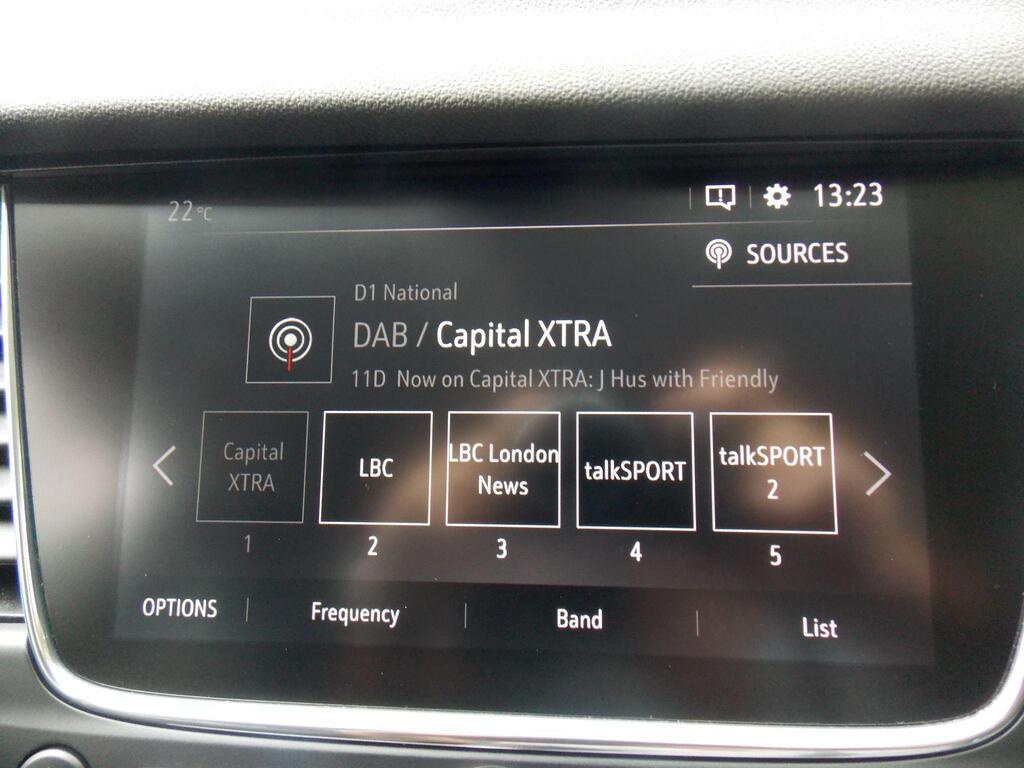 22°C
13:23
SOURCES
D1 National
DAB / Capital XTRA
11D Now on Capital XTRA: J Hus with Friendly
Capital
XTRA
LBC
LBC London
News
talkSPORT
talkSPORT
2
1
2
3
4
5
OPTIONS
Frequency
Band
List